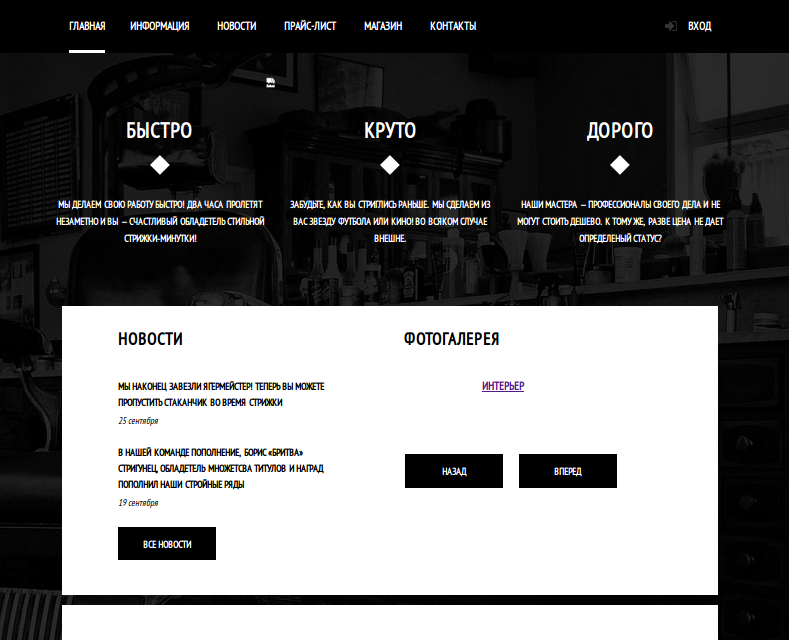 ГЛАВНАЯ ИНФОРМАЦИЯ НОВОСТИ ПРАЙС-ЛИСТ МАГАЗИН КОНТАКТЫ ВХОД
БЫСТРО
МЫ ДЕЛАЕМ СВОЮ РАБОТУ БЫСТРО! ДВА ЧАСА ПРОЛЕТЯТ
НЕЗАМЕТНО И ВЫ – СЧАСТЛИВЫЙ ОБЛАДАТЕЛЬ СТИЛЬНОЙ
СТРИЖКИ-МИНУТКИ!
КРУТО
ЗАБУДЬТЕ, КАК ВЫ СТРИГЛИСЬ РАНЬШЕ. МЫ СДЕЛАЕМ ИЗ
ВАС ЗВЕЗДУ ФУТБОЛА ИЛИ КИНО! ВО ВСЯКОМ СЛУЧАЕ
ВНЕШНЕ.
ДОРОГО
НАШИ МАСТЕРА – ПРОФЕССИОНАЛЫ СВОЕГО ДЕЛА И НЕ
МОГУТ СТОИТЬ ДЕШЕВО. К ТОМУ ЖЕ, РАЗВЕ ЦЕНА НЕ ДАЕТ
ОПРЕДЕЛЕНЫЙ СТАТУС?
НОВОСТИ
МЫ НАКОНЕЦ ЗАВЕЗЛИ ЯГЕРМЕЙСТЕР! ТЕПЕРЬ ВЫ МОЖЕТЕ
ПРОПУСТИТЬ СТАКАНЧИК ВО ВРЕМЯ СТРИЖКИ
25 сентября
В НАШЕЙ КОМАНДЕ ПОПОЛНЕНИЕ, БОРИС «БРИТВА»
СТРИГУНЕЦ, ОБЛАДАТЕЛЬ МНОЖЕТСВА ТИТУЛОВ И НАГРАД
ПОПОЛНИЛ НАШИ СТРОЙНЫЕ РЯДЫ
19 сентября
ВСЕ НОВОСТИ
ФОТОГАЛЕРЕЯ
ИНТЕРЬЕР
НАЗАД ВПЕРЕД